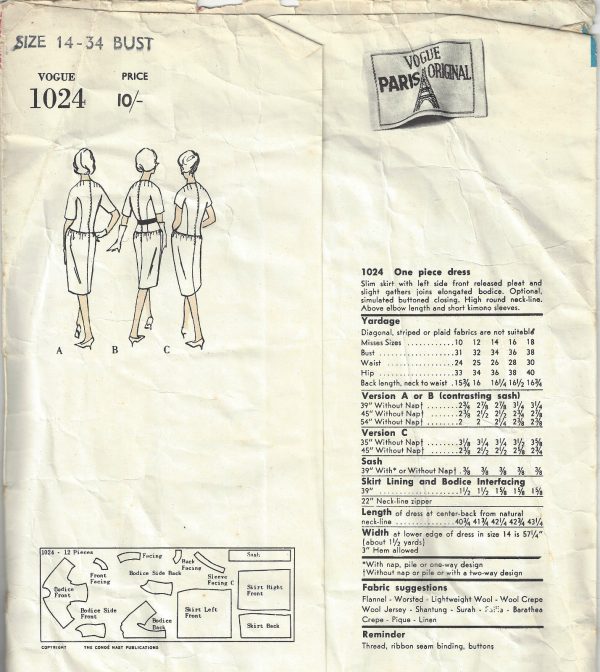 SIZE 14-34 BUST
VOGUE
1024
PRICE
10/-
VOGUE
PARIS ORIGINAL
A B C
1024 One piece dress
Slim skirt with left side front released pleat and
slight gathers joins elongated bodice. Optional,
simulated buttoned closing. High round neck-line.
Above elbow length and short kimono sleeves.
Yardage
Diagonal, striped or plaid fabrics are not suitable
Misses Sizes 10 12 14 16 18
Bust 31 32 34 36 38
Waist 24 25 26 28 30
Hip 33 34 36 38 40
Back length, neck to waist 15¾ 16 16¼ 16½ 16¾
Version A or B (contrasting sash)
39" Without Nap† 2¾ 2⅞ 2⅞ 3¼ 3¼
45" Without Nap† 2⅜ 2½ 2½ 2¾ 2⅞
54" Without Nap† 2 2 2¼ 2⅜ 2⅜
Version C
35" Without Nap† 3⅛ 3¼ 3¼ 3½ 3⅝
45" Without Nap† 2⅜ 2½ 2½ 2⅝ 2¾
Sash
39" With* or Without Nap† ⅜ ⅜ ⅜ ⅜ ⅜
Skirt Lining and Bodice Interfacing
39" 1½ 1½ 1⅝ 1⅝ 1⅝
22" Neck-line zipper
Length of dress at center-back from natural
neck-line 40¾ 41¾ 42¼ 42¾ 43¼
Width at lower edge of dress in size 14 is 57¼"
(about 1½ yards)
3" Hem allowed
*With nap, pile or one-way design
†Without nap or pile or with a two-way design
Fabric suggestions
Flannel - Worsted - Lightweight Wool - Wool Crepe
Wool Jersey - Shantung - Surah - Faille - Barathea
Crepe - Pique - Linen
Reminder
Thread, ribbon seam binding, buttons
1024 - 12 Pieces
Bodice Front
Front Facing
Facing
Bodice Side Back
Back Facing
Sleeve Facing C
Sash
Bodice Side Front
Bodice Back
Skirt Left Front
Skirt Right Front
Skirt Back
COPYRIGHT THE CONDÉ NAST PUBLICATIONS